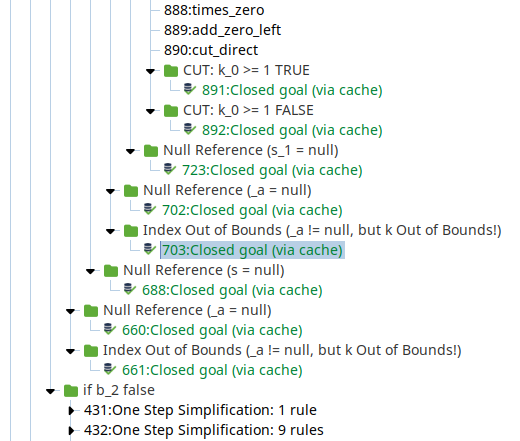 888:times_zero
889:add_zero_left
890:cut_direct
CUT: k_0 >= 1 TRUE
891:Closed goal (via cache)
CUT: k_0 >= 1 FALSE
892:Closed goal (via cache)
Null Reference (s_1 = null)
723:Closed goal (via cache)
Null Reference (_a = null)
702:Closed goal (via cache)
Index Out of Bounds (_a != null, but k Out of Bounds!)
703:Closed goal (via cache)
Null Reference (s = null)
688:Closed goal (via cache)
Null Reference (_a = null)
660:Closed goal (via cache)
Index Out of Bounds (_a != null, but k Out of Bounds!)
661:Closed goal (via cache)
if b_2 false
431:One Step Simplification: 1 rule
432:One Step Simplification: 9 rules